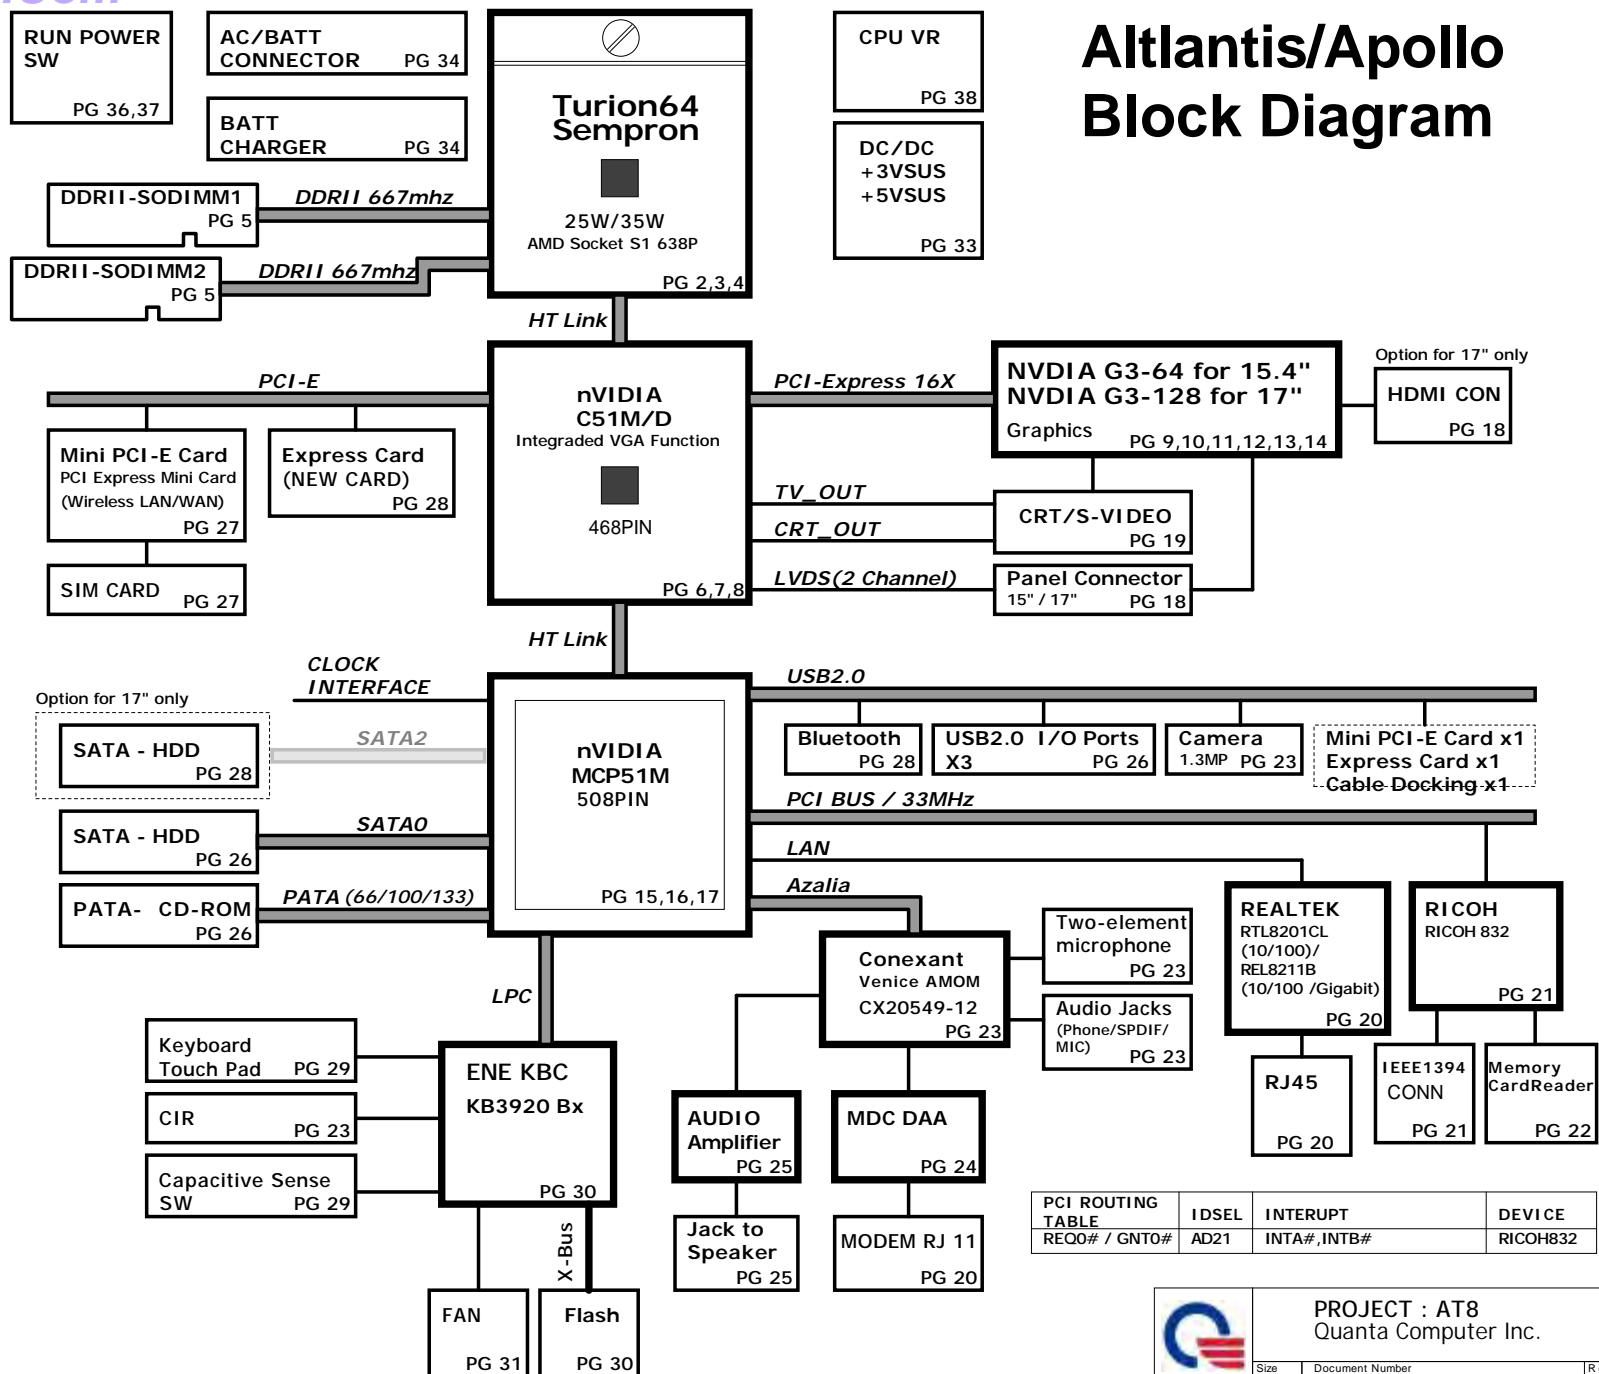 Altlantis/Apollo
Block Diagram
RUN POWER
SW
PG 36,37
AC/BATT
CONNECTOR PG 34
BATT
CHARGER PG 34
Turion64
Sempron
25W/35W
AMD Socket S1 638P
PG 2,3,4
CPU VR
PG 38
DC/DC
+3VSUS
+5VSUS
PG 33
DDRII-SODIMM1
PG 5
DDRII 667mhz
DDRII-SODIMM2
PG 5
DDRII 667mhz
HT Link
PCI-E
nVIDIA
C51M/D
Integraded VGA Function
468PIN
PG 6,7,8
PCI-Express 16X
NVDIA G3-64 for 15.4"
NVDIA G3-128 for 17"
Graphics PG 9,10,11,12,13,14
Option for 17" only
HDMI CON
PG 18
Mini PCI-E Card
PCI Express Mini Card
(Wireless LAN/WAN)
PG 27
Express Card
(NEW CARD)
PG 28
SIM CARD PG 27
TV_OUT
CRT_OUT
CRT/S-VIDEO
PG 19
LVDS(2 Channel)
Panel Connector
15" / 17" PG 18
HT Link
CLOCK
INTERFACE
Option for 17" only
SATA - HDD
PG 28
SATA2
SATA - HDD
PG 26
SATA0
PATA- CD-ROM
PG 26
PATA (66/100/133)
nVIDIA
MCP51M
508PIN
PG 15,16,17
USB2.0
Bluetooth
PG 28
USB2.0 I/O Ports
X3 PG 26
Camera
1.3MP PG 23
Mini PCI-E Card x1
Express Card x1
Cable Docking x1
PCI BUS / 33MHz
LAN
Azalia
REALTEK
RTL8201CL
(10/100)/
REL8211B
(10/100 /Gigabit)
PG 20
RICOH
RICOH 832
PG 21
Conexant
Venice AMOM
CX20549-12
PG 23
Two-element
microphone
PG 23
Audio Jacks
(Phone/SPDIF/
MIC)
PG 23
LPC
Keyboard
Touch Pad PG 29
CIR
PG 23
Capacitive Sense
SW PG 29
ENE KBC
KB3920 Bx
PG 30
AUDIO
Amplifier
PG 25
MDC DAA
PG 24
RJ45
PG 20
IEEE1394
CONN
PG 21
Memory
CardReader
PG 22
Jack to
Speaker
PG 25
MODEM RJ 11
PG 20
X-Bus
FAN
PG 31
Flash
PG 30
PCI ROUTING
TABLE IDSEL INTERUPT DEVICE
REQ0# / GNT0# AD21 INTA#,INTB# RICOH832
PROJECT : AT8
Quanta Computer Inc.
Size Document Number